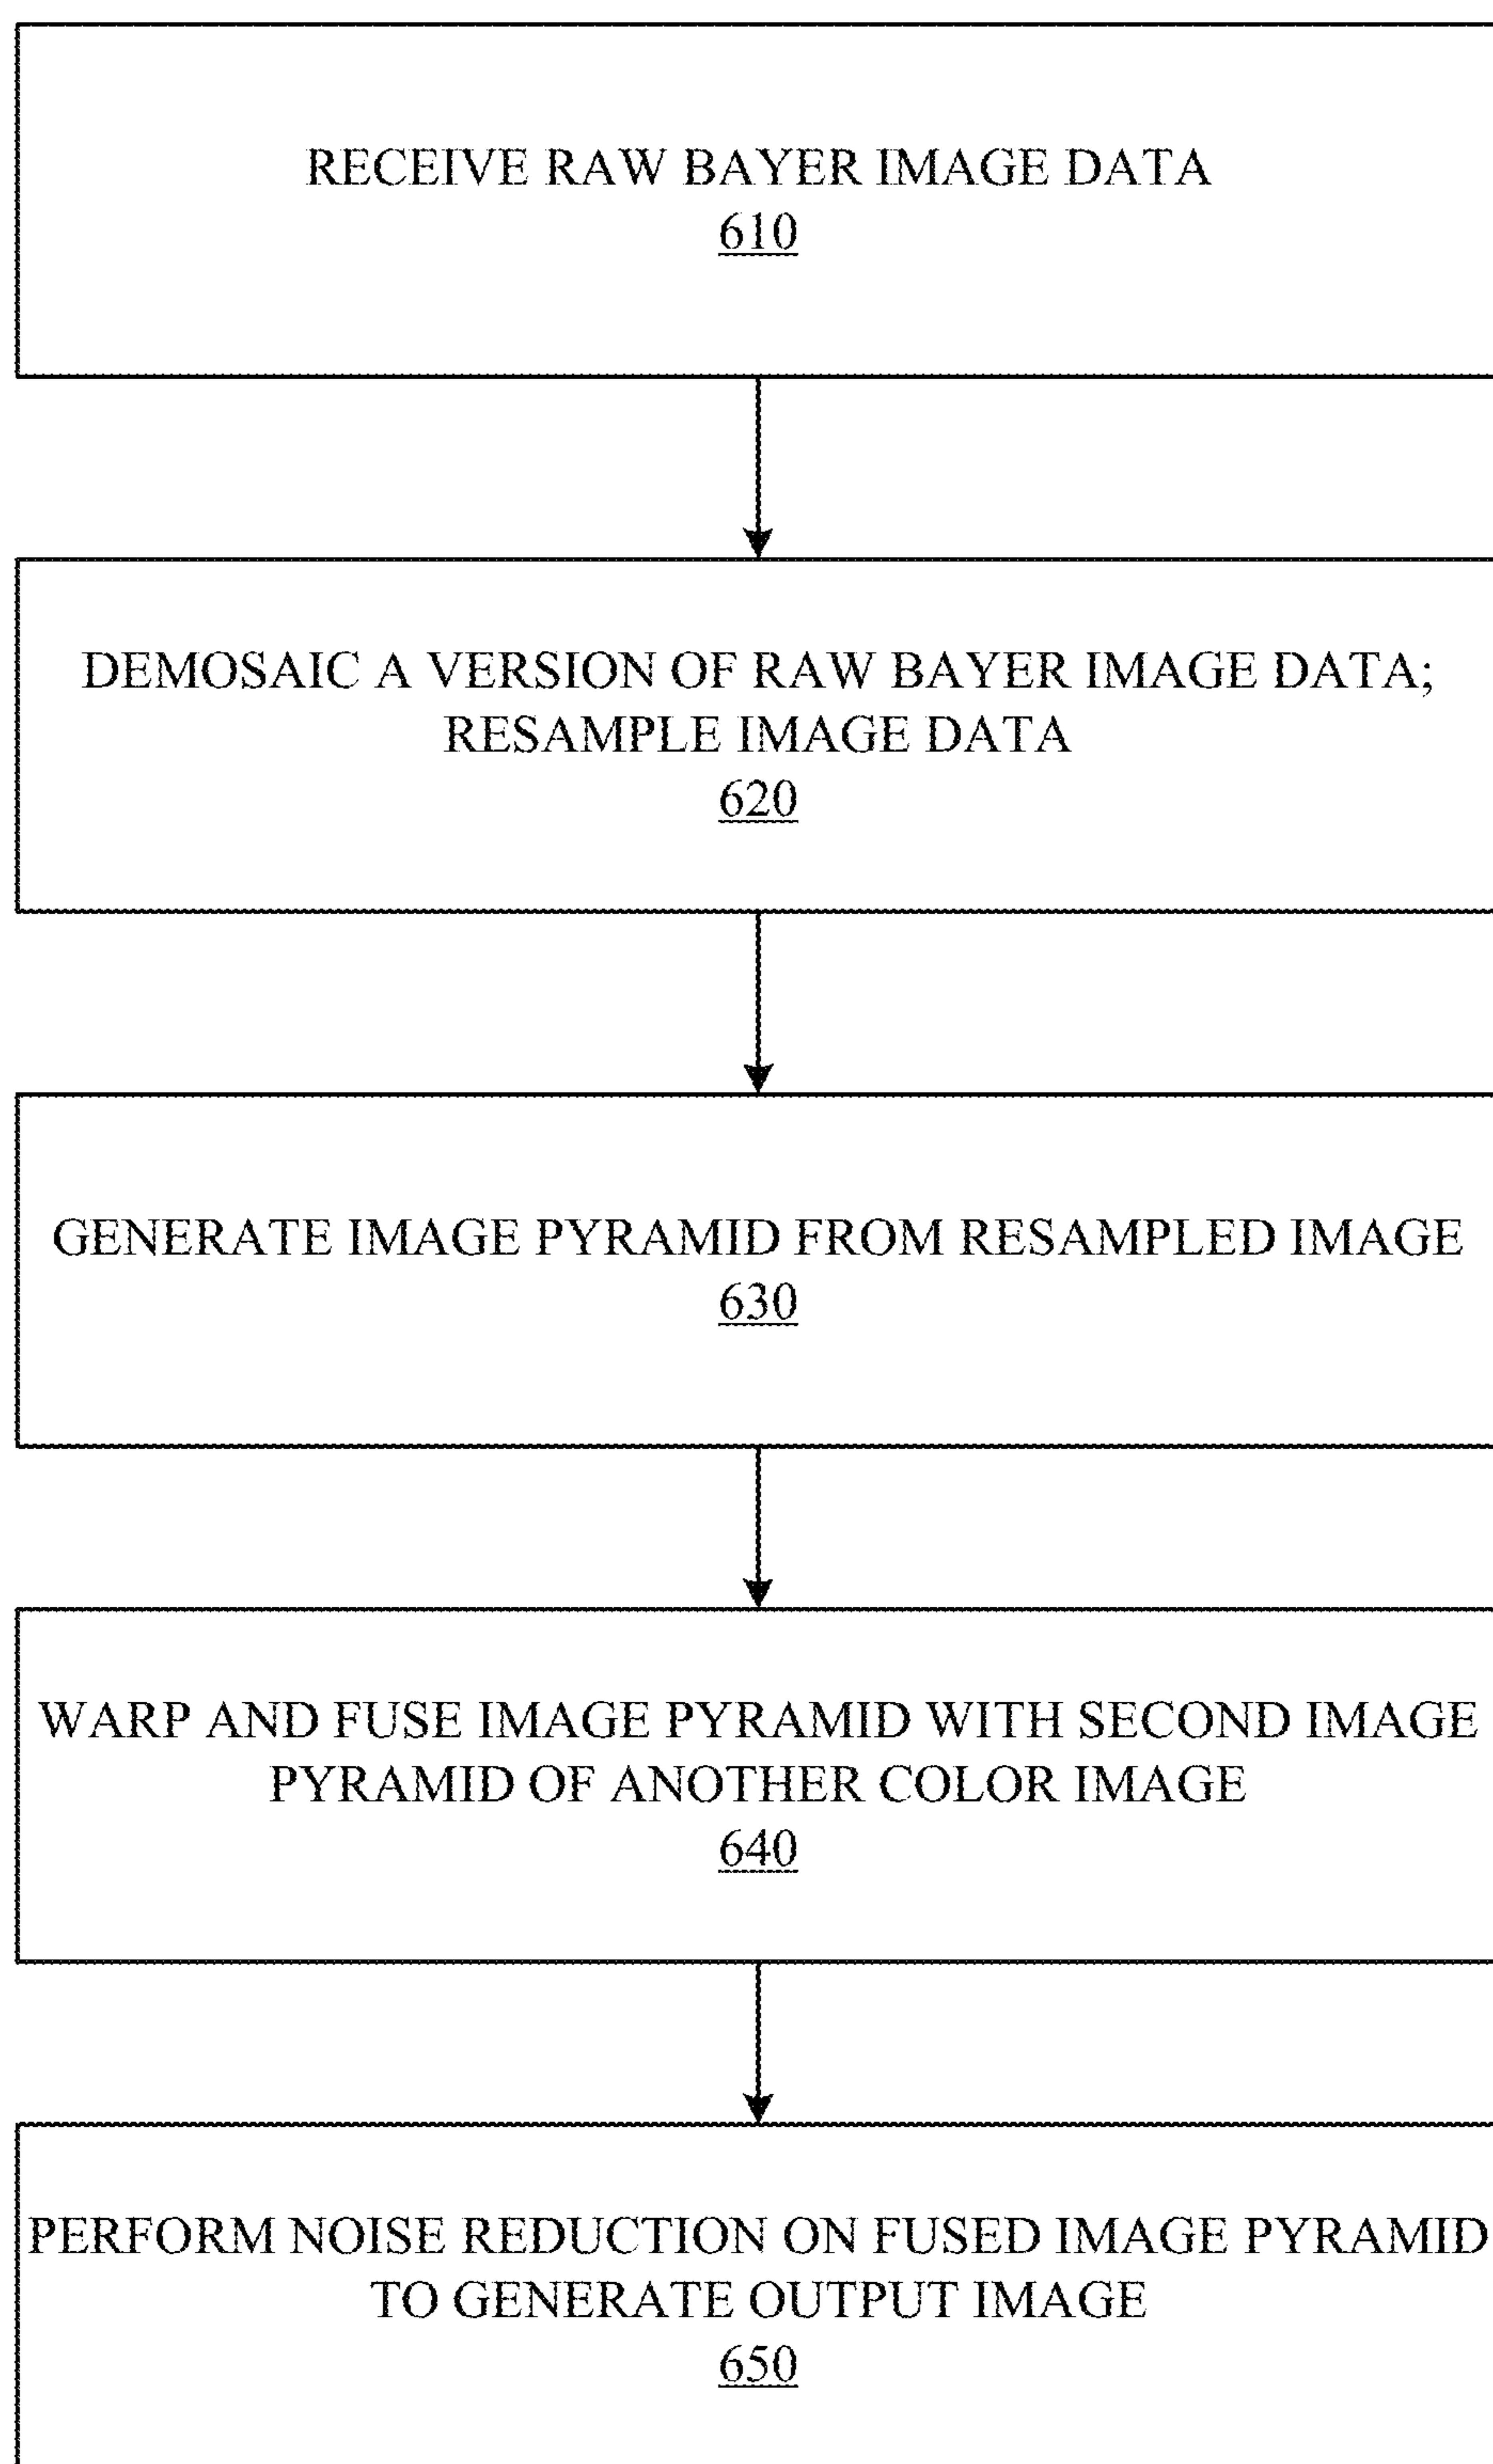 RECEIVE RAW BAYER IMAGE DATA
610
DEMOSAIC A VERSION OF RAW BAYER IMAGE DATA;
RESAMPLE IMAGE DATA
620
GENERATE IMAGE PYRAMID FROM RESAMPLED IMAGE
630
WARP AND FUSE IMAGE PYRAMID WITH SECOND IMAGE
PYRAMID OF ANOTHER COLOR IMAGE
640
PERFORM NOISE REDUCTION ON FUSED IMAGE PYRAMID
TO GENERATE OUTPUT IMAGE
650